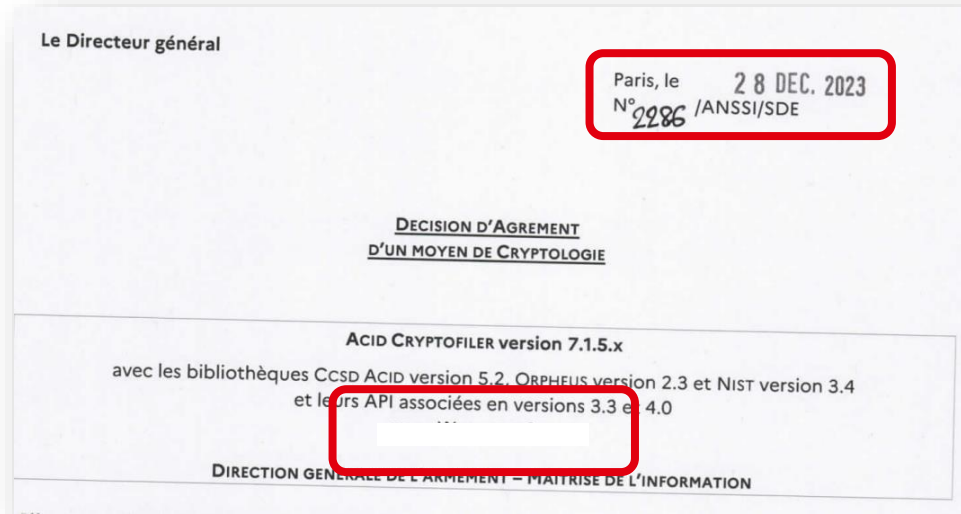 Le Directeur général
Paris, le 28 DEC. 2023
N° 2286 /ANSSI/SDE
DECISION D'AGREMENT
D'UN MOYEN DE CRYPTOLOGIE
ACID CRYPTOFILER version 7.1.5.x
avec les bibliothèques CCSD ACID version 5.2, ORPHEUS version 2.3 et NIST version 3.4
et leurs API associées en versions 3.3 et 4.0
DIRECTION GENERALE DE L'ARMEMENT – MAITRISE DE L'INFORMATION